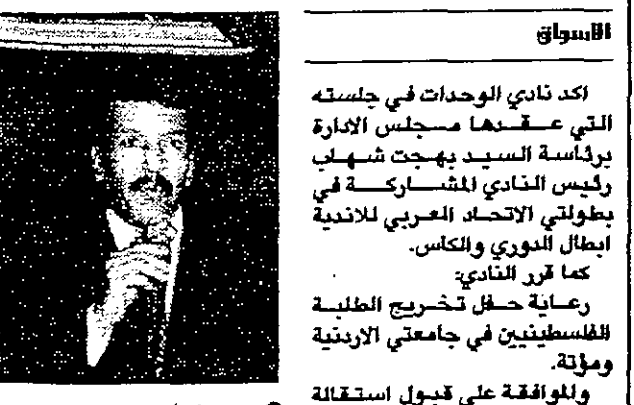 الاسواق
اكد نادي الوحدات في جلسته
التي عقدها مجلس الادارة
برئاسة السيد بهجت شهاب
رئيس النادي المشاركة في
بطولتي الاتحاد العربي للاندية
ابطال الدوري والكاس.
كما قرر النادي:
رعاية حفل تخريج الطلبة
الفلسطينيين في جامعتي الاردنية
ومؤتة.
والموافقة على قبول استقالة